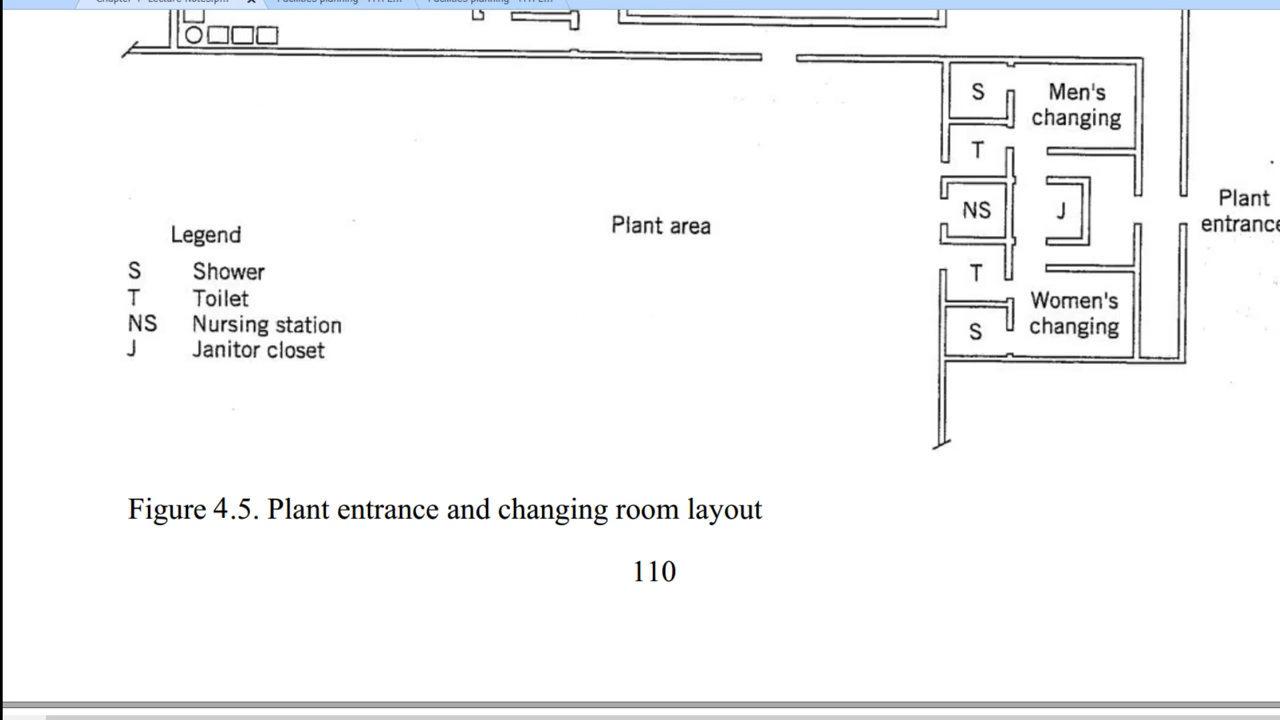 S
Men's
changing
T
NS
J
Plant
entrance
Plant area
Legend
S Shower
T Toilet
NS Nursing station
J Janitor closet
T
Women's
changing
S
Figure 4.5. Plant entrance and changing room layout
110